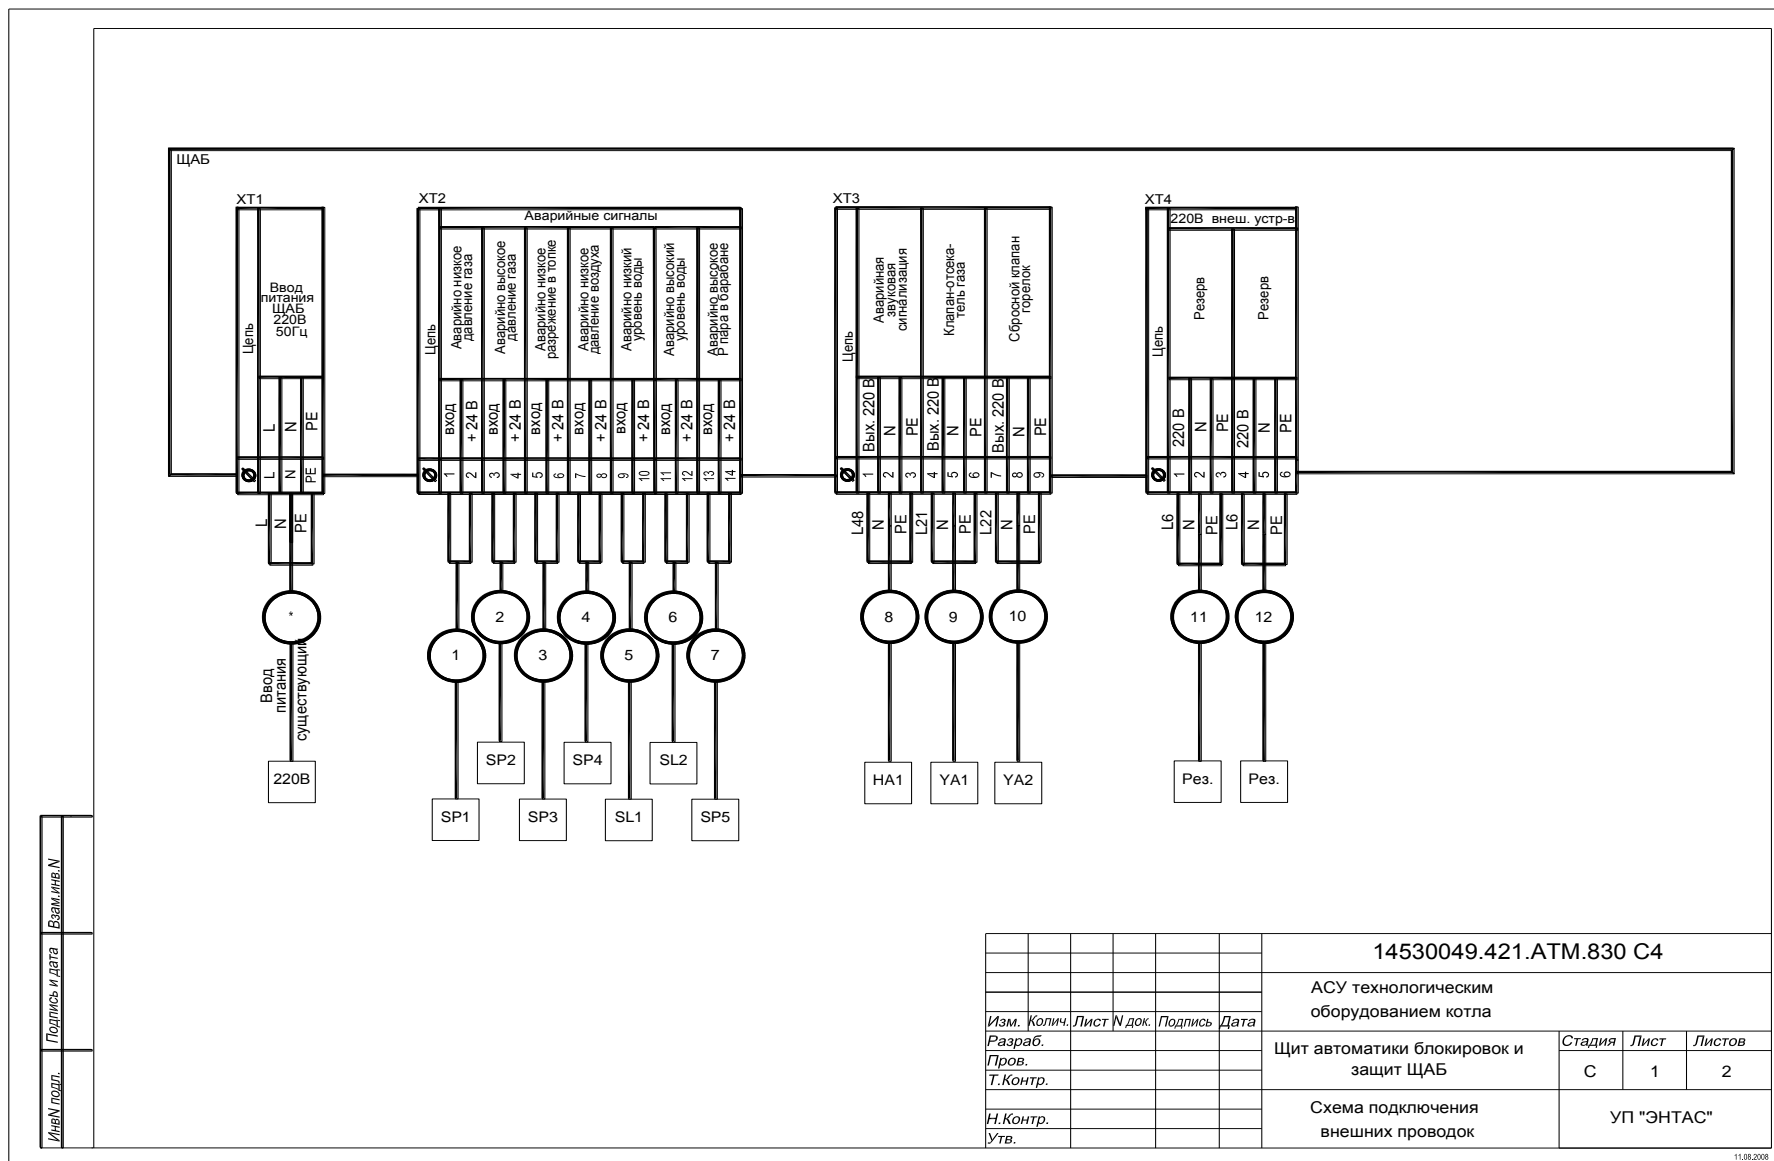 ЩАБ
XT1
Цепь
Ввод
питания
ЩАБ
220В
50Гц
L
N
PE
L
N
PE
L
N
PE
*
Ввод
питания
существующий
220В
XT2
Аварийные сигналы
Цепь
Аварийно низкое
давление газа
Аварийно высокое
давление газа
Аварийно низкое
разрежение в топке
Аварийно низкое
давление воздуха
Аварийно низкий
уровень воды
Аварийно высокий
уровень воды
Аварийно высокое
Р пара в барабане
вход
+ 24 В
вход
+ 24 В
вход
+ 24 В
вход
+ 24 В
вход
+ 24 В
вход
+ 24 В
вход
+ 24 В
1
2
3
4
5
6
7
8
9
10
11
12
13
14
2
4
6
1
3
5
7
SP2
SP4
SL2
SP1
SP3
SL1
SP5
XT3
Цепь
Аварийная
звуковая
сигнализация
Клапан-отсека-
тель газа
Сбросной клапан
горелок
Вых. 220 В
N
PE
Вых. 220 В
N
PE
Вых. 220 В
N
PE
1
2
3
4
5
6
7
8
9
L48
N
PE
L21
N
PE
L22
N
PE
8
9
10
HA1
YA1
YA2
XT4
220В внеш. устр-в
Цепь
Резерв
Резерв
220 В
N
PE
220 В
N
PE
1
2
3
4
5
6
L6
N
PE
L6
N
PE
11
12
Рез.
Рез.
Взам.инв.N
Подпись и дата
ИнвN подл.
14530049.421.АТМ.830 С4
АСУ технологическим
оборудованием котла
Изм. Колич. Лист N док. Подпись Дата
Разраб.
Пров.
Т.Контр.
Н.Контр.
Утв.
Щит автоматики блокировок и
защит ЩАБ
Стадия Лист Листов
С 1 2
Схема подключения
внешних проводок
УП "ЭНТАС"
11.08.2008